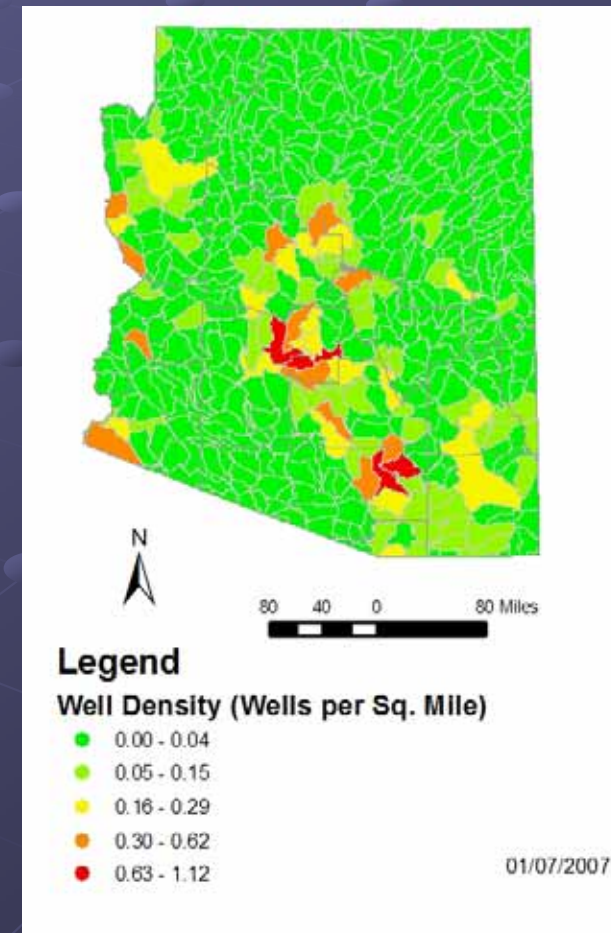 N
80 40 0 80 Miles
Legend
Well Density (Wells per Sq. Mile)
0.00 - 0.04
0.05 - 0.15
0.16 - 0.29
0.30 - 0.62
0.63 - 1.12
01/07/2007